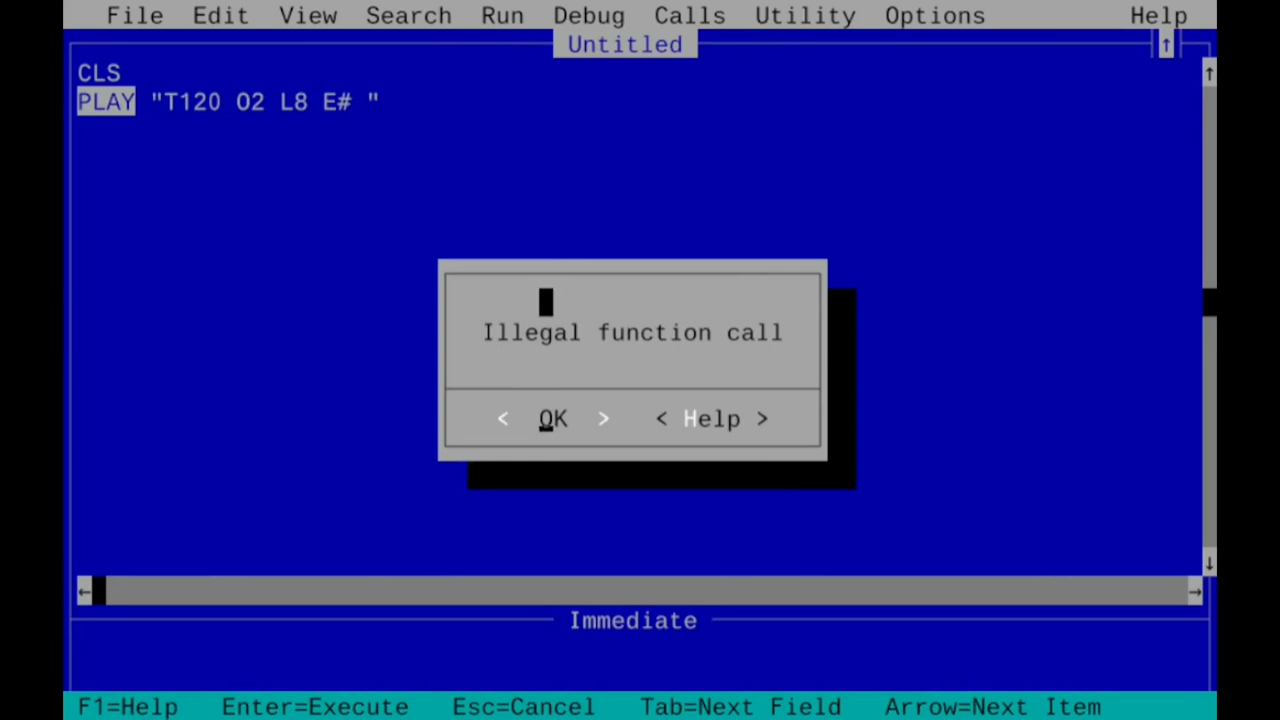 File Edit View Search Run Debug Calls Utility Options Help
Untitled
↑
CLS
PLAY "T120 O2 L8 E# "
Illegal function call
< OK > < Help >
Immediate
F1=Help Enter=Execute Esc=Cancel Tab=Next Field Arrow=Next Item